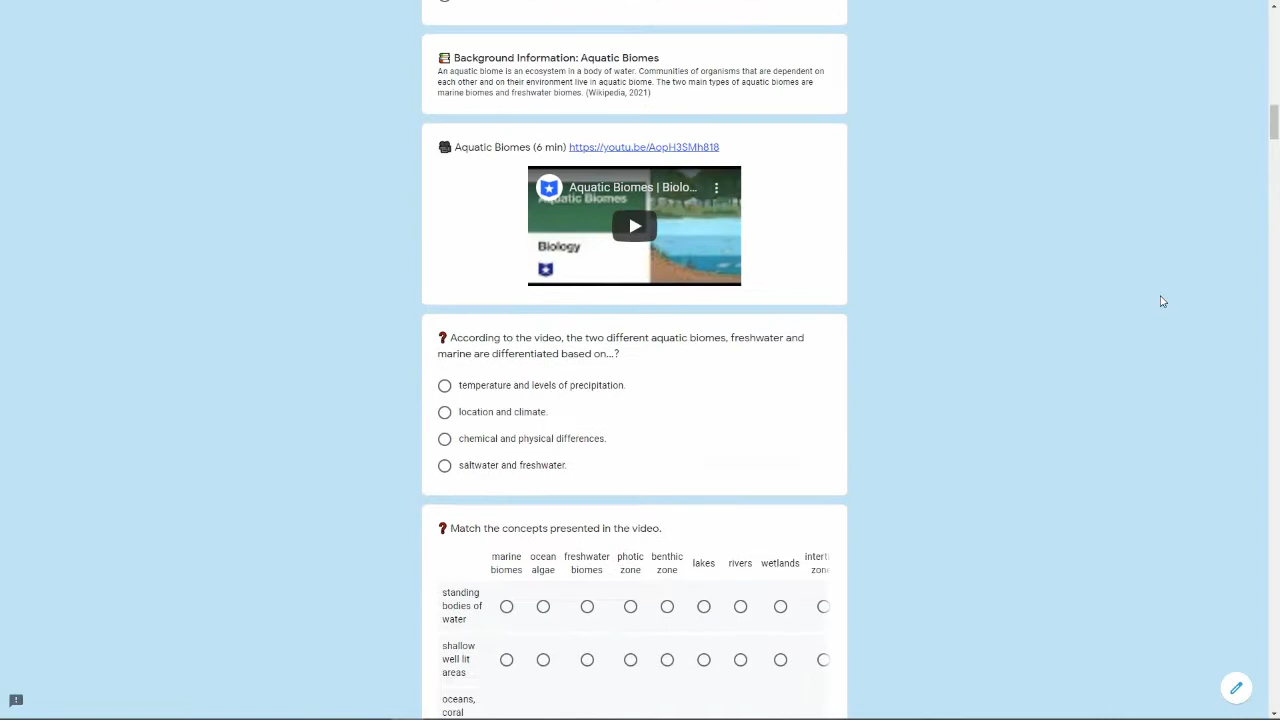 Background Information: Aquatic Biomes
An aquatic biome is an ecosystem in a body of water. Communities of organisms that are dependent on
each other and on their environment live in aquatic biome. The two main types of aquatic biomes are
marine biomes and freshwater biomes. (Wikipedia, 2021)
Aquatic Biomes (6 min) https://youtu.be/AopH3SMh818
Aquatic Biomes | Biolo...
Aquatic Biomes
Biology
? According to the video, the two different aquatic biomes, freshwater and
marine are differentiated based on...?
temperature and levels of precipitation.
location and climate.
chemical and physical differences.
saltwater and freshwater.
? Match the concepts presented in the video.
marine ocean freshwater photic benthic lakes rivers wetlands interti
biomes algae biomes zone zone zone
standing
bodies of
water
shallow
well lit
areas
oceans,
coral